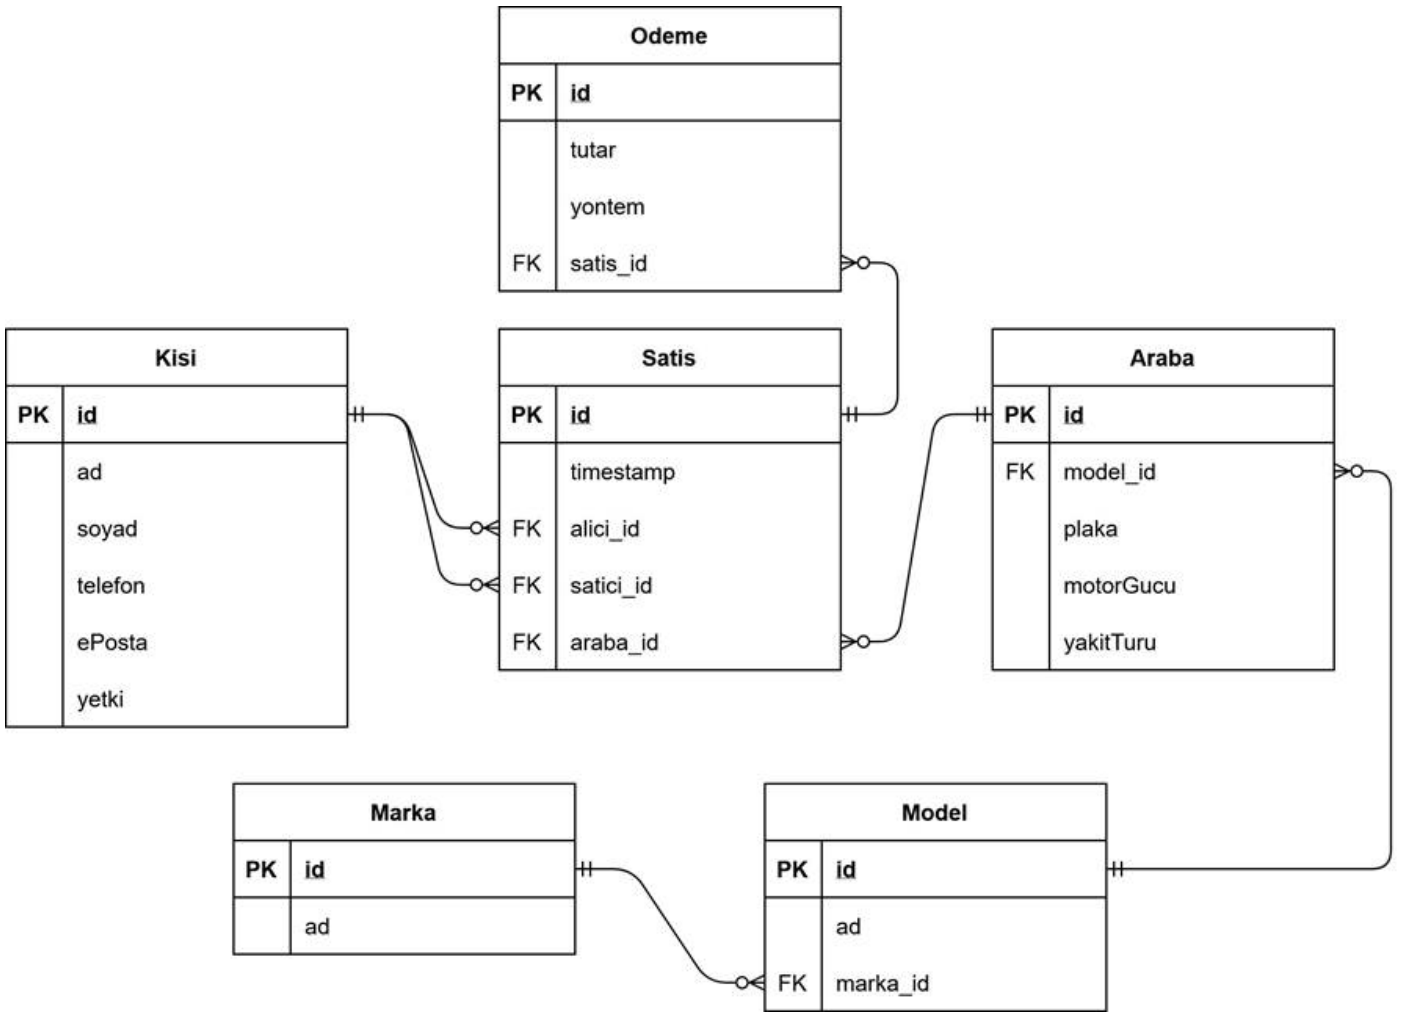 Odeme
PK id
tutar
yontem
FK satis_id
Kisi
PK id
ad
soyad
telefon
ePosta
yetki
Satis
PK id
timestamp
FK alici_id
FK satici_id
FK araba_id
Araba
PK id
FK model_id
plaka
motorGucu
yakitTuru
Marka
PK id
ad
Model
PK id
ad
FK marka_id